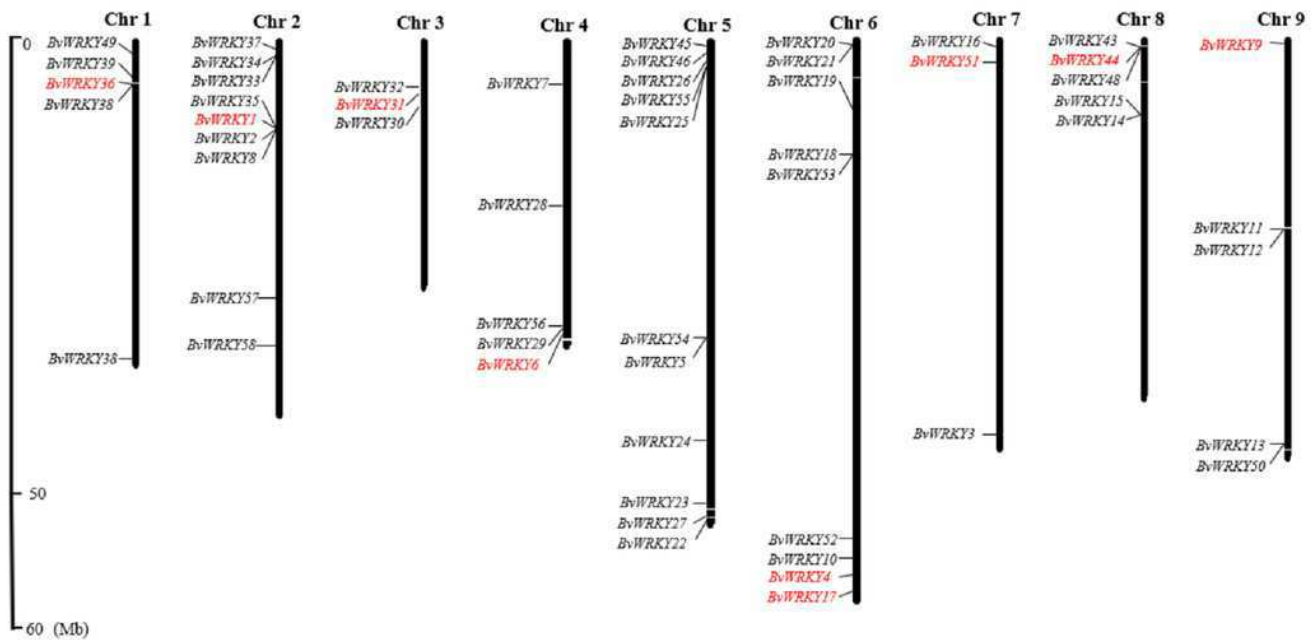 Chr 1
BvWRKY49
BvWRKY39
BvWRKY36
BvWRKY38
BvWRKY38
Chr 2
BvWRKY37
BvWRKY34
BvWRKY33
BvWRKY35
BvWRKY1
BvWRKY2
BvWRKY8
BvWRKY57
BvWRKY58
Chr 3
BvWRKY32
BvWRKY31
BvWRKY30
Chr 4
BvWRKY7
BvWRKY28
BvWRKY56
BvWRKY29
BvWRKY6
Chr 5
BvWRKY45
BvWRKY46
BvWRKY26
BvWRKY55
BvWRKY25
BvWRKY54
BvWRKY5
BvWRKY24
BvWRKY23
BvWRKY27
BvWRKY22
Chr 6
BvWRKY20
BvWRKY21
BvWRKY19
BvWRKY18
BvWRKY53
BvWRKY52
BvWRKY10
BvWRKY4
BvWRKY17
Chr 7
BvWRKY16
BvWRKY51
BvWRKY3
Chr 8
BvWRKY43
BvWRKY44
BvWRKY48
BvWRKY15
BvWRKY14
Chr 9
BvWRKY9
BvWRKY11
BvWRKY12
BvWRKY13
BvWRKY50
0
50
60 (Mb)